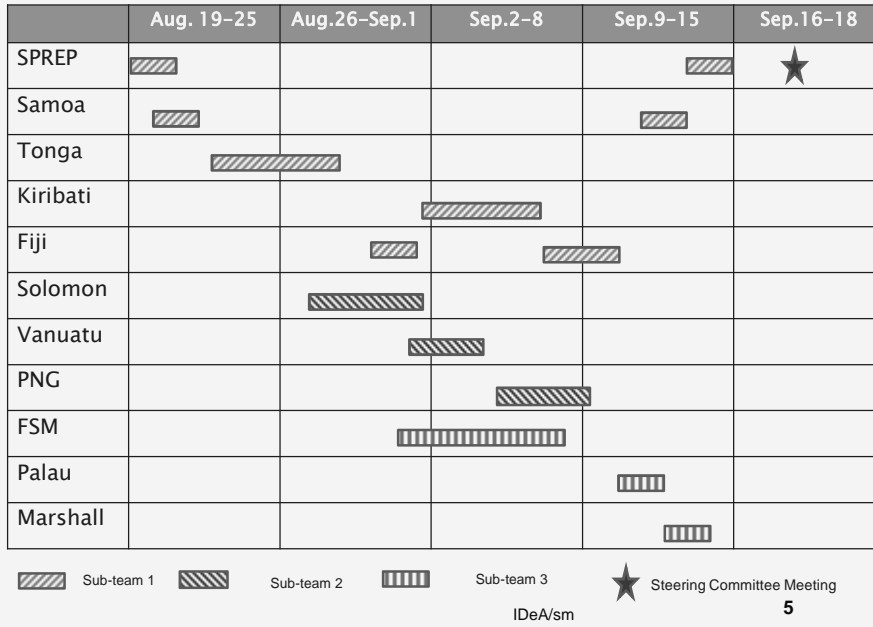 Aug. 19-25 Aug.26-Sep.1 Sep.2-8 Sep.9-15 Sep.16-18
SPREP
Samoa
Tonga
Kiribati
Fiji
Solomon
Vanuatu
PNG
FSM
Palau
Marshall
Sub-team 1 Sub-team 2 Sub-team 3 Steering Committee Meeting
IDeA/sm 5